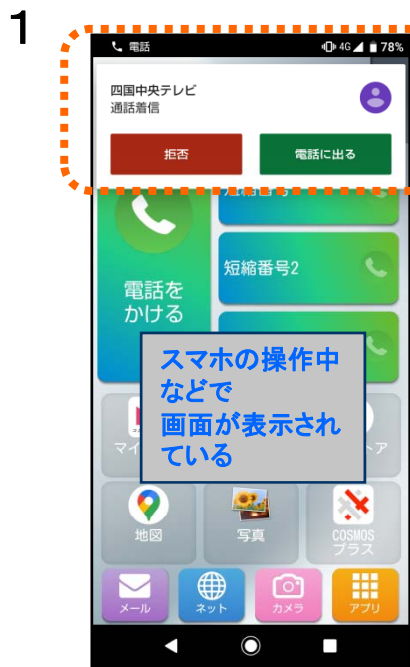 1
電話
4G 78%
四国中央テレビ
通話着信
拒否
電話に出る
短縮番号2
電話を
かける
スマホの操作中
などで
画面が表示され
ている
マイ
ア
地図
写真
COSMOS
プラス
メール
ネット
カメラ
アプリ